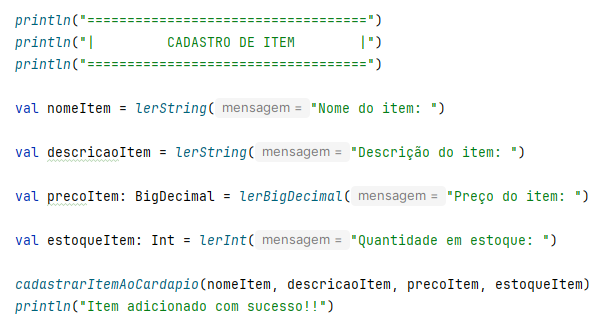 println("===================================")
println("|         CADASTRO DE ITEM        |")
println("===================================")
val nomeItem = lerString( mensagem = "Nome do item: ")
val descricaoItem = lerString( mensagem = "Descrição do item: ")
val precoItem: BigDecimal = lerBigDecimal( mensagem = "Preço do item: ")
val estoqueItem: Int = lerInt( mensagem = "Quantidade em estoque: ")
cadastrarItemAoCardapio(nomeItem, descricaoItem, precoItem, estoqueItem)
println("Item adicionado com sucesso!!")